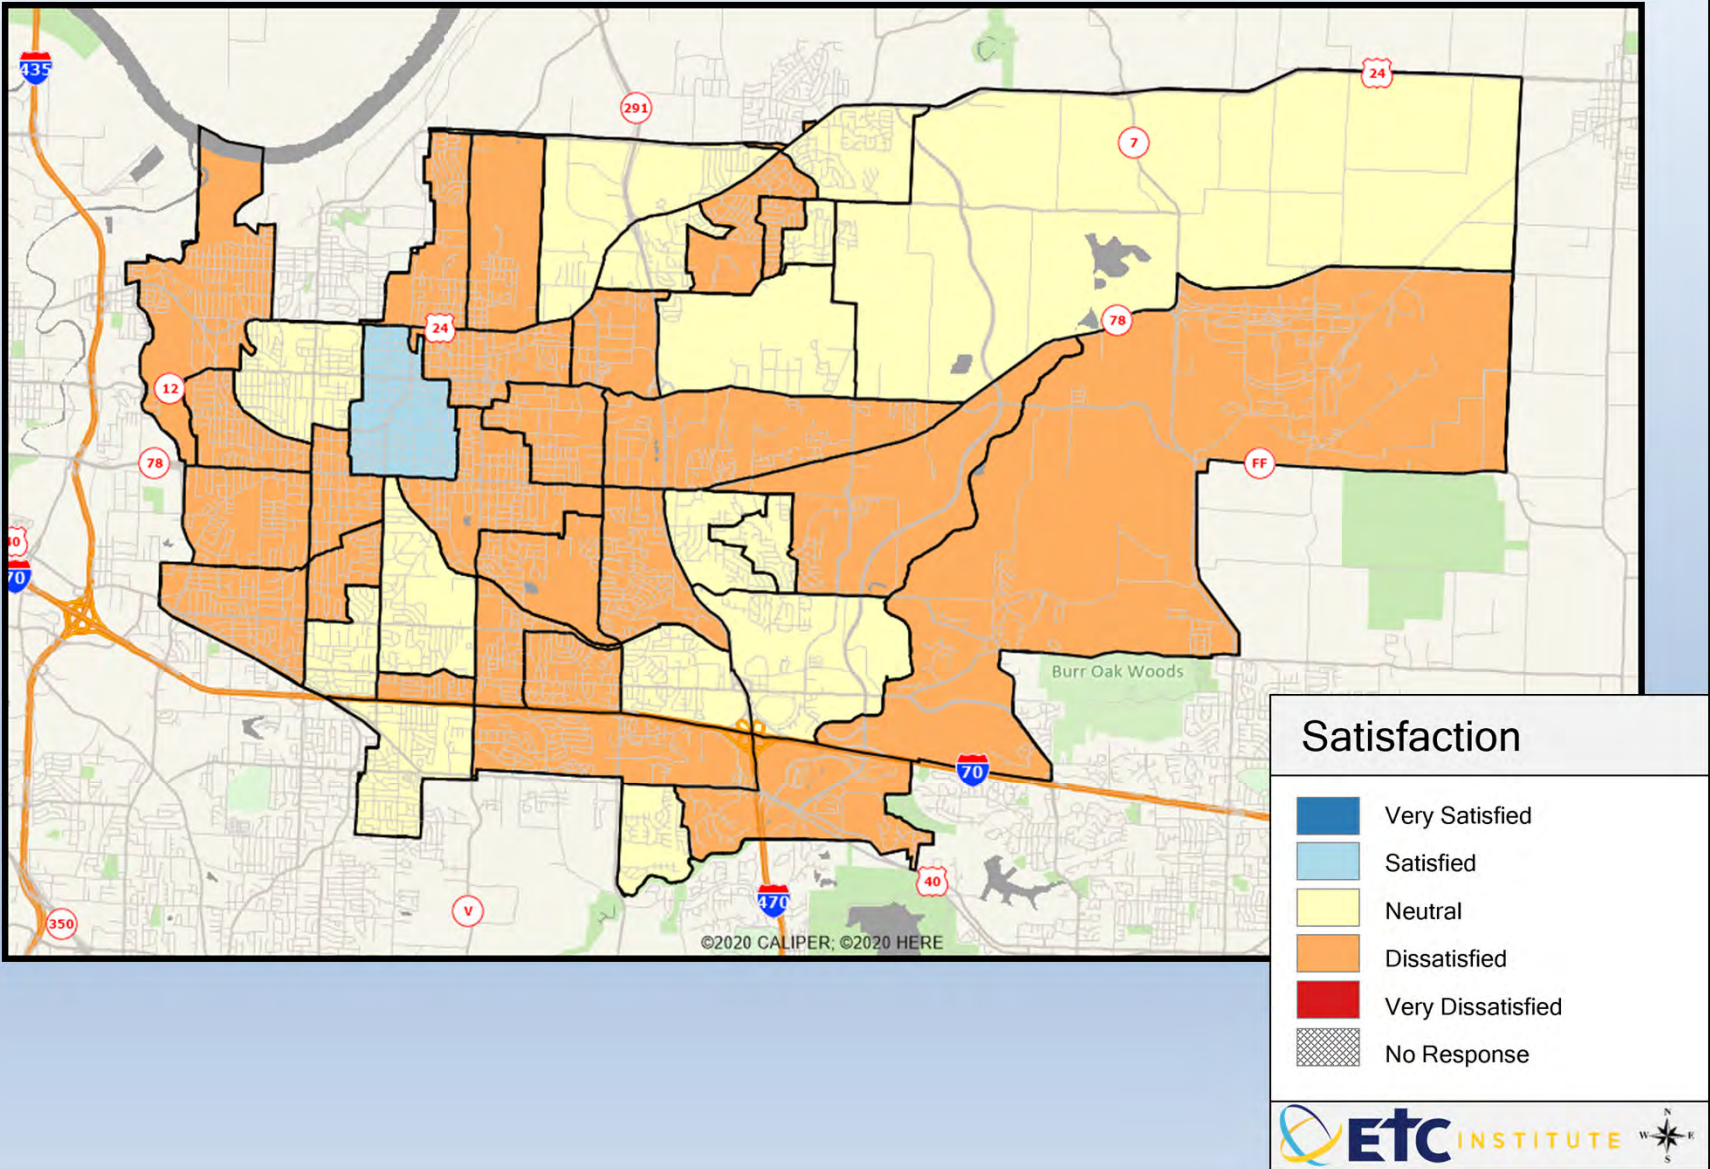 435
291
24
7
24
78
12
78
FF
40
70
Burr Oak Woods
70
40
V
350
470
©2020 CALIPER; ©2020 HERE
Satisfaction
Very Satisfied
Satisfied
Neutral
Dissatisfied
Very Dissatisfied
No Response
ETC INSTITUTE
N
W E
S